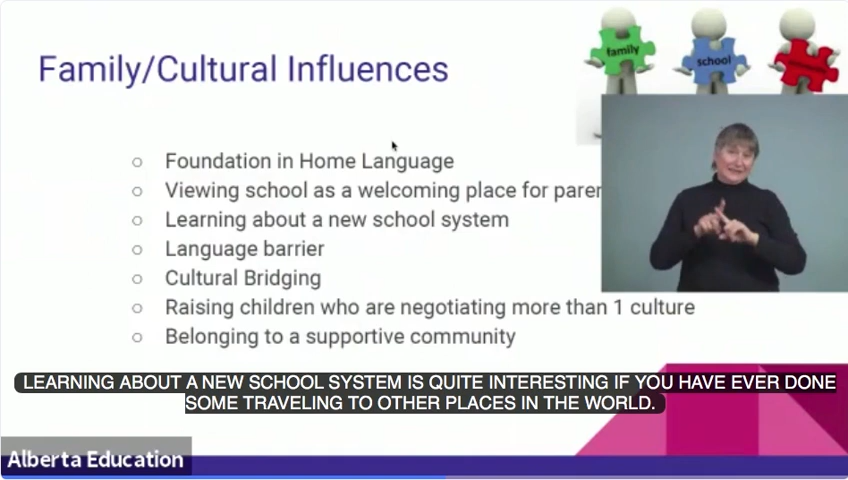 family
school
Family/Cultural Influences
Foundation in Home Language
Viewing school as a welcoming place for paren
Learning about a new school system
Language barrier
Cultural Bridging
Raising children who are negotiating more than 1 culture
Belonging to a supportive community
LEARNING ABOUT A NEW SCHOOL SYSTEM IS QUITE INTERESTING IF YOU HAVE EVER DONE
SOME TRAVELING TO OTHER PLACES IN THE WORLD.
Alberta Education